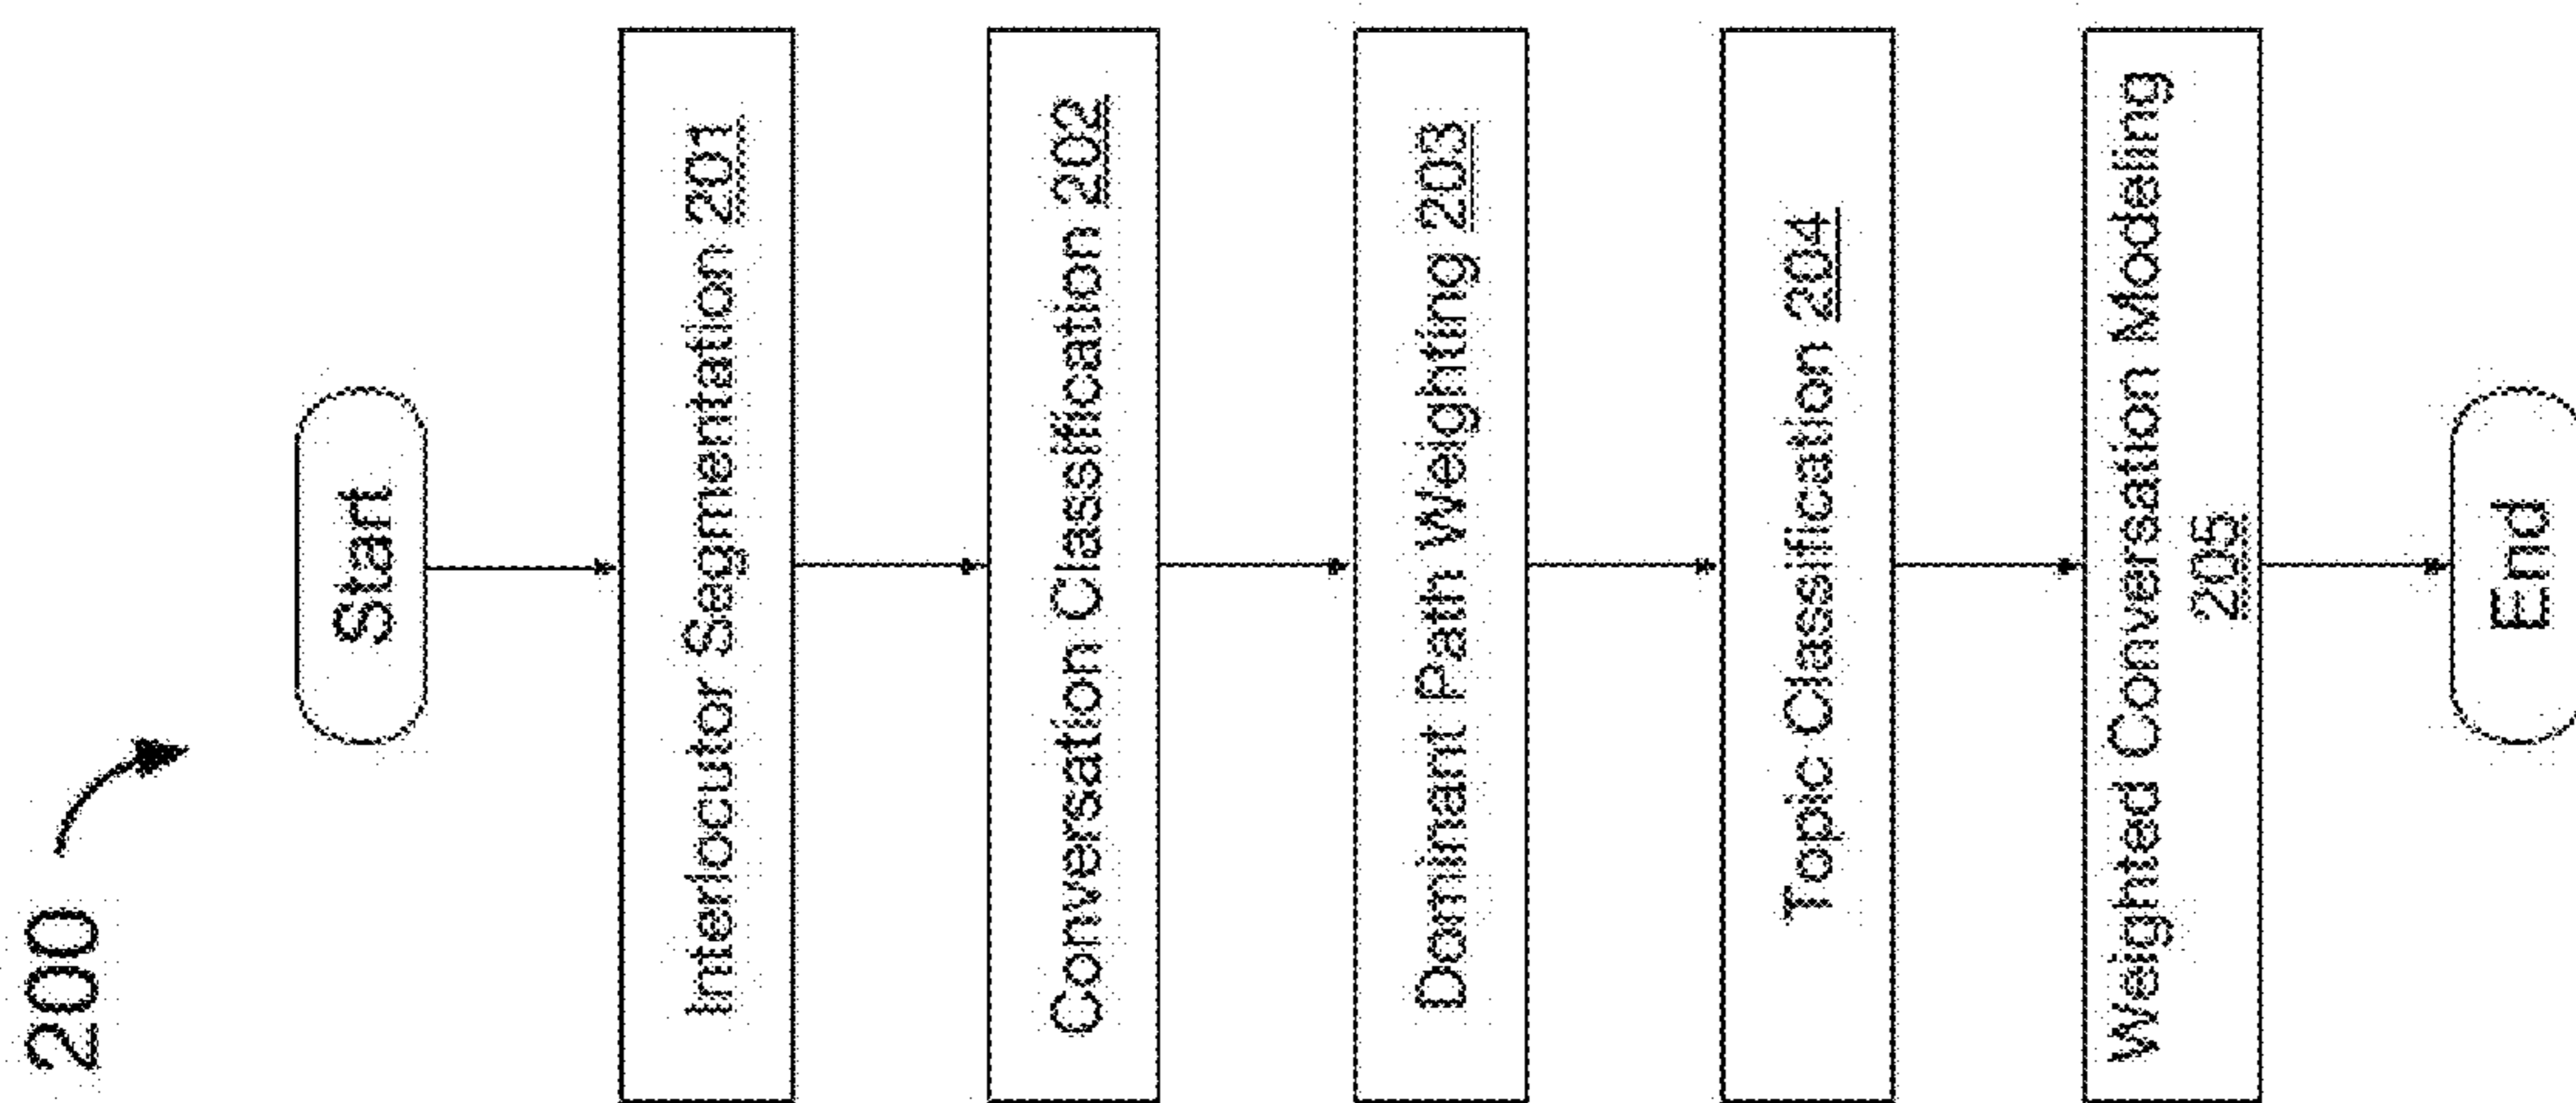 200
Start
Interlocutor Segmentation 201
Conversation Classification 202
Dominant Path Weighting 203
Topic Classification 204
Weighted Conversation Modeling
205
End